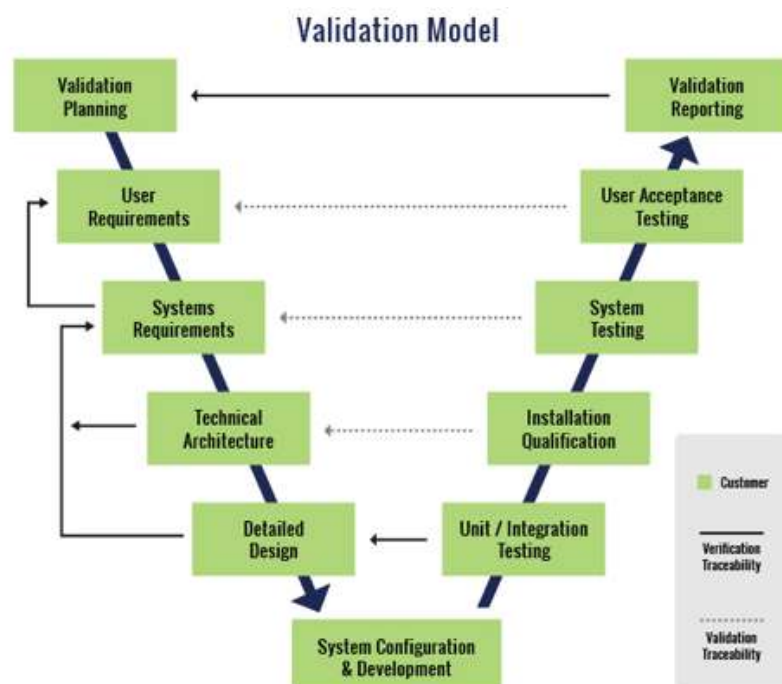 Validation Model
Validation
Planning
Validation
Reporting
User
Requirements
User Acceptance
Testing
Systems
Requirements
System
Testing
Technical
Architecture
Installation
Qualification
Detailed
Design
Unit / Integration
Testing
System Configuration
& Development
Customer
Verification
Traceability
Validation
Traceability